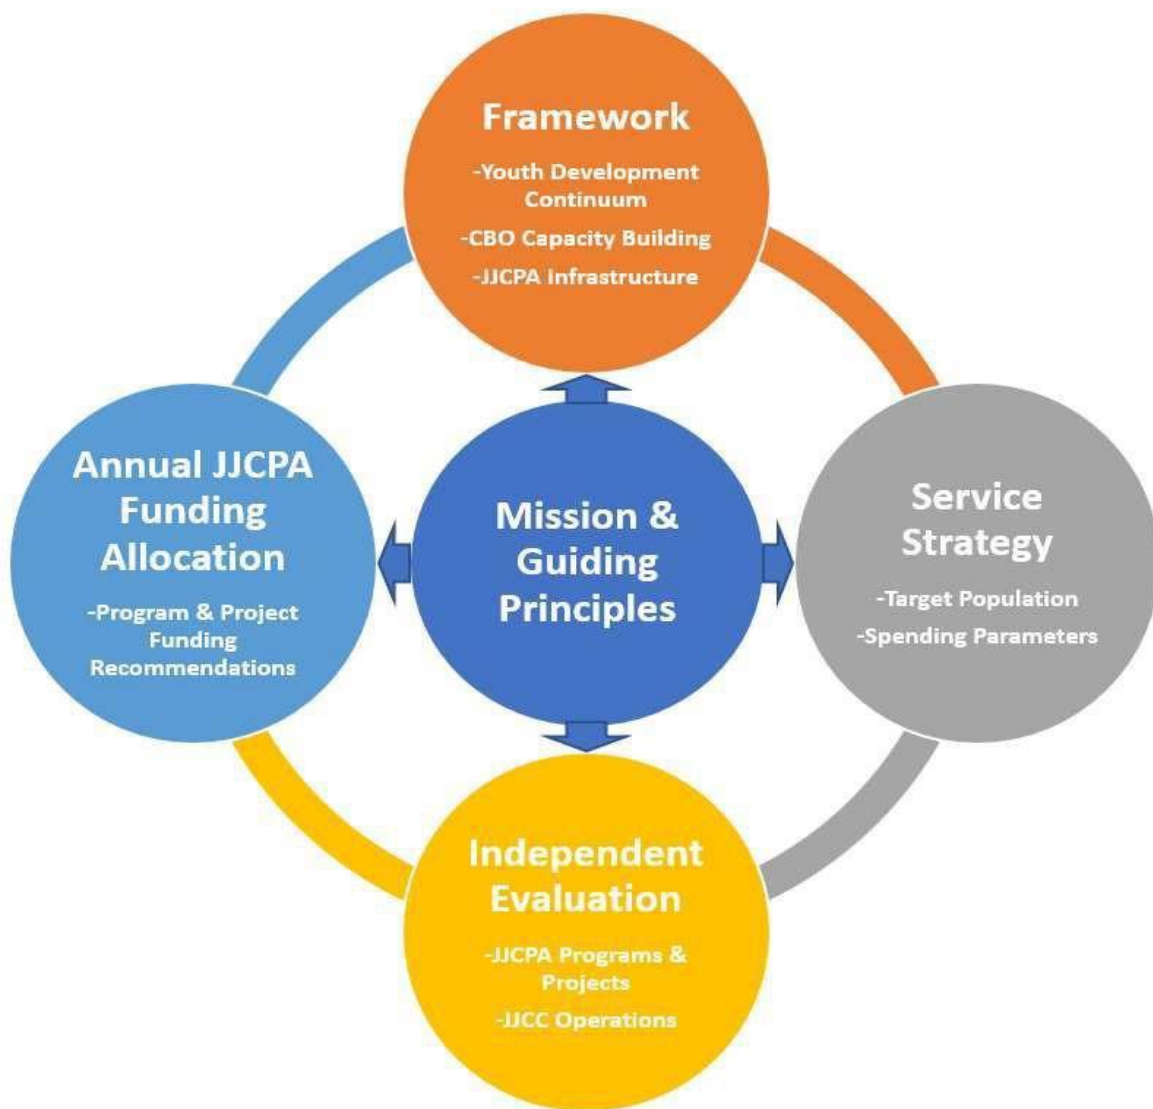 Framework
-Youth Development
Continuum
-CBO Capacity Building
-JJCPA Infrastructure
Annual JJCPA
Funding
Allocation
-Program & Project
Funding
Recommendations
Mission &
Guiding
Principles
Service
Strategy
-Target Population
-Spending Parameters
Independent
Evaluation
-JJCPA Programs &
Projects
-JJCC Operations